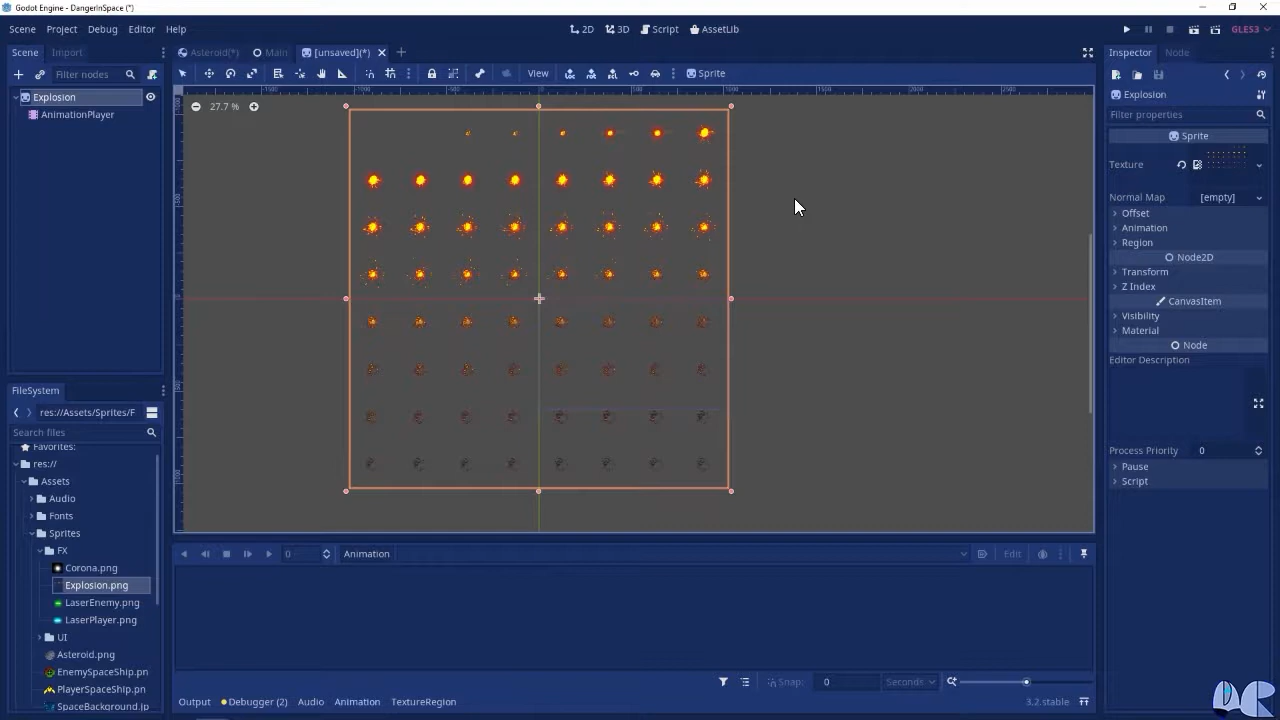 Godot Engine - DangerInSpace (*)
Scene Project Debug Editor Help
2D 3D Script AssetLib
GLES3
Scene Import
Asteroid(*) Main [unsaved](*)
Inspector Node
Filter nodes
View
Sprite
Explosion
AnimationPlayer
27.7 %
Explosion
Filter properties
Sprite
Texture
Normal Map [empty]
Offset
Animation
Region
Node2D
Transform
Z Index
CanvasItem
Visibility
Material
Node
Editor Description
Process Priority 0
Pause
Script
FileSystem
res://Assets/Sprites/F
Search files
Favorites:
res://
Assets
Audio
Fonts
Sprites
FX
Corona.png
Explosion.png
LaserEnemy.png
LaserPlayer.png
UI
Asteroid.png
EnemySpaceShip.pn
PlayerSpaceShip.pn
SpaceBackground.jp
0 Animation Edit
Snap: 0 Seconds
Output Debugger (2) Audio Animation TextureRegion 3.2.stable